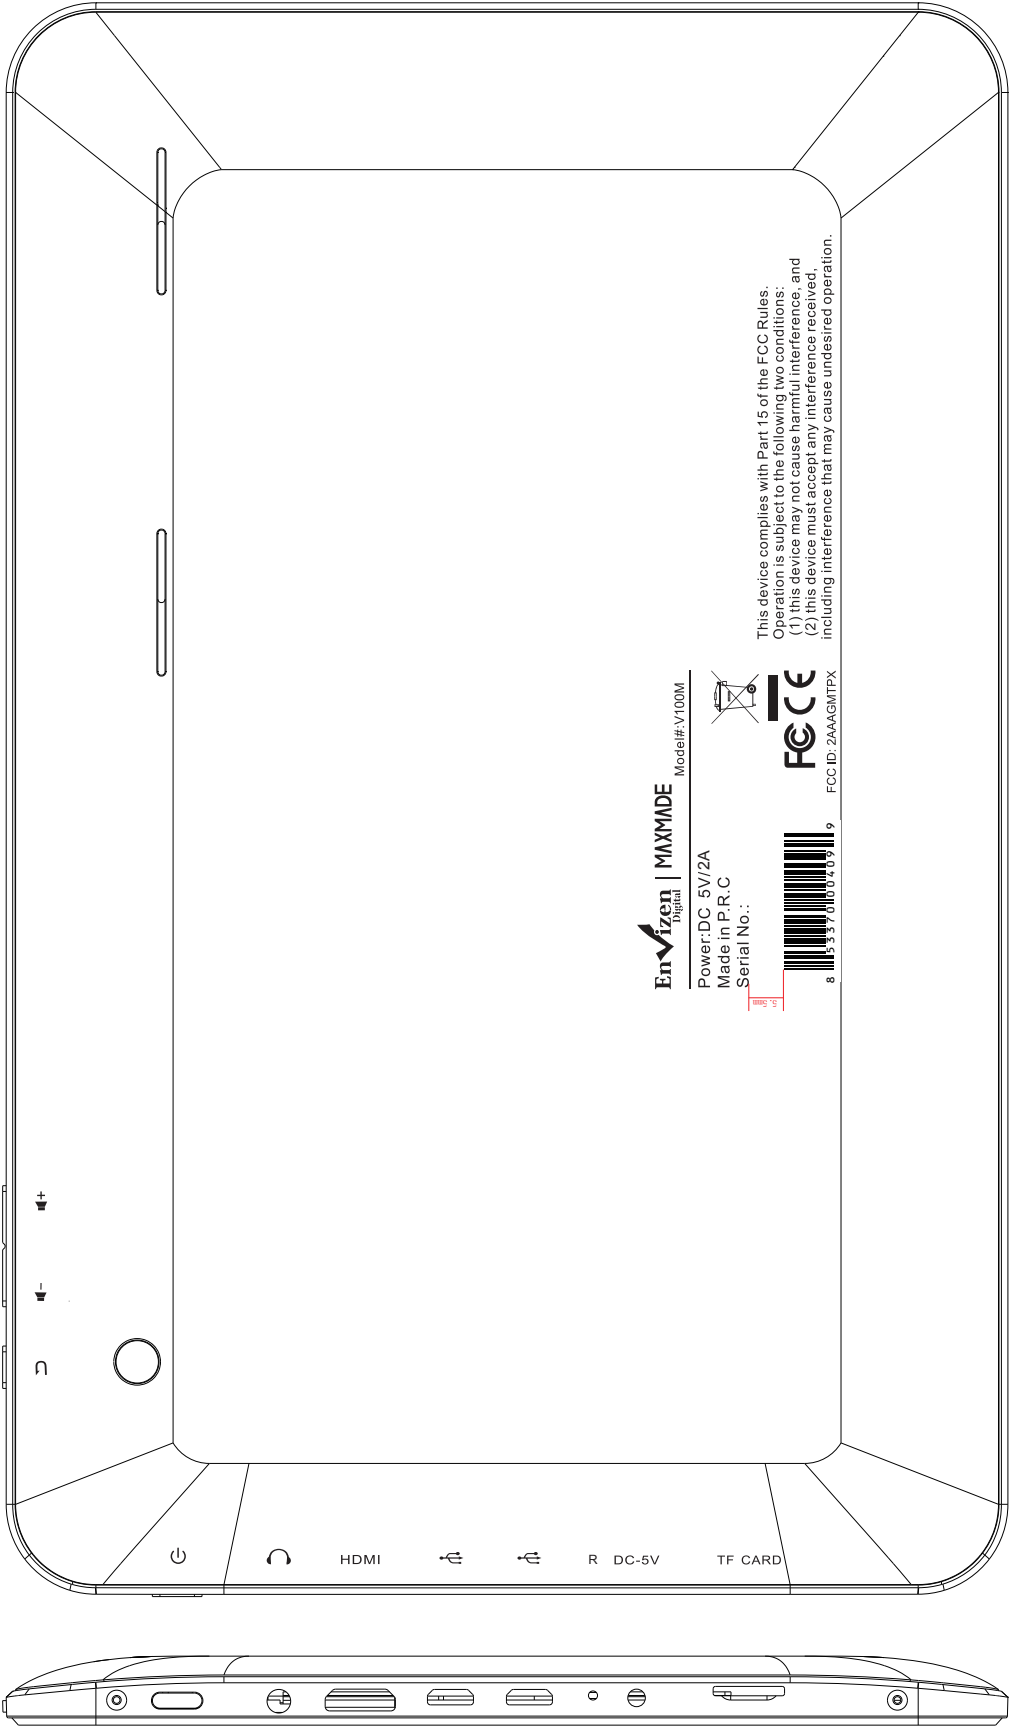 EnVizen
Digital
MAXMADE
Model#:V100M
Power:DC 5V/2A
Made in P.R.C
Serial No.:
8 53370 00409 9
FCC ID: 2AAAGMTPX
This device complies with Part 15 of the FCC Rules.
Operation is subject to the following two conditions:
(1) this device may not cause harmful interference, and
(2) this device must accept any interference received,
including interference that may cause undesired operation.
HDMI
R
DC-5V
TF CARD